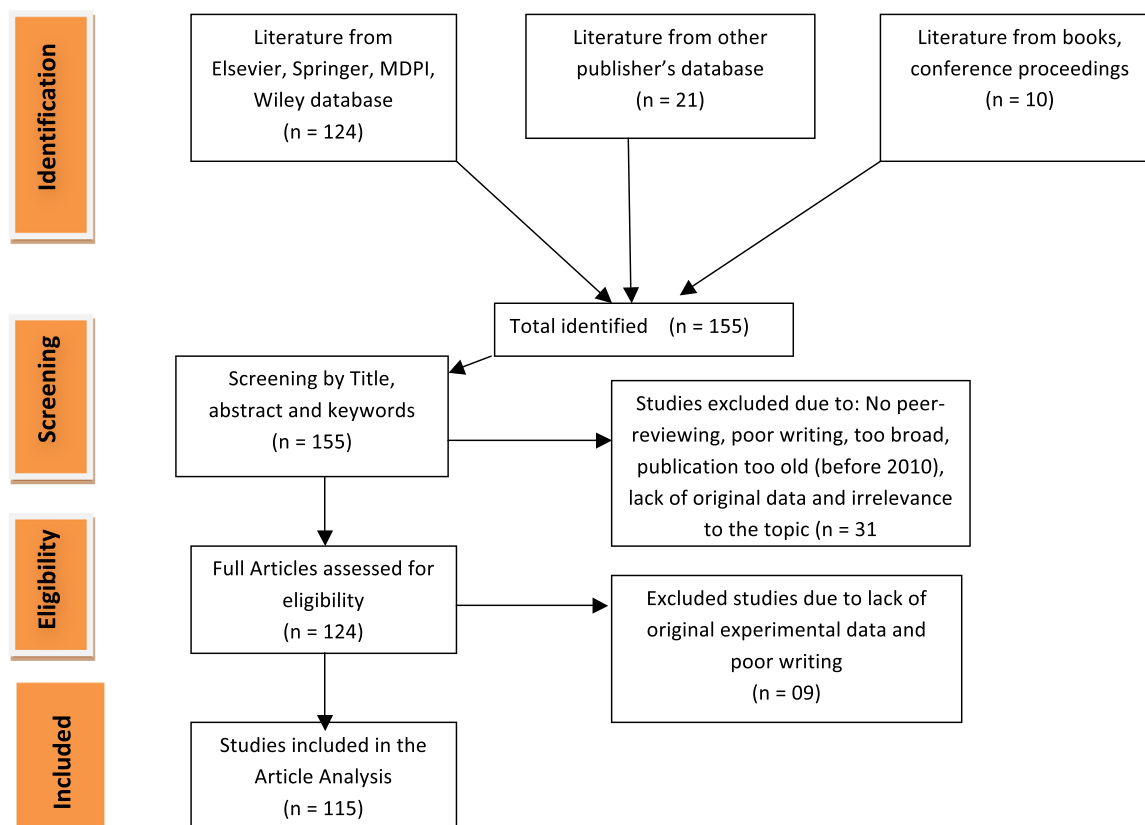 Identification
Literature from
Elsevier, Springer, MDPI,
Wiley database
(n = 124)
Literature from other
publisher's database
(n = 21)
Literature from books,
conference proceedings
(n = 10)
Total identified (n = 155)
Screening
Screening by Title,
abstract and keywords
(n = 155)
Studies excluded due to: No peer-
reviewing, poor writing, too broad,
publication too old (before 2010),
lack of original data and irrelevance
to the topic (n = 31
Eligibility
Full Articles assessed for
eligibility
(n = 124)
Excluded studies due to lack of
original experimental data and
poor writing
(n = 09)
Included
Studies included in the
Article Analysis
(n = 115)